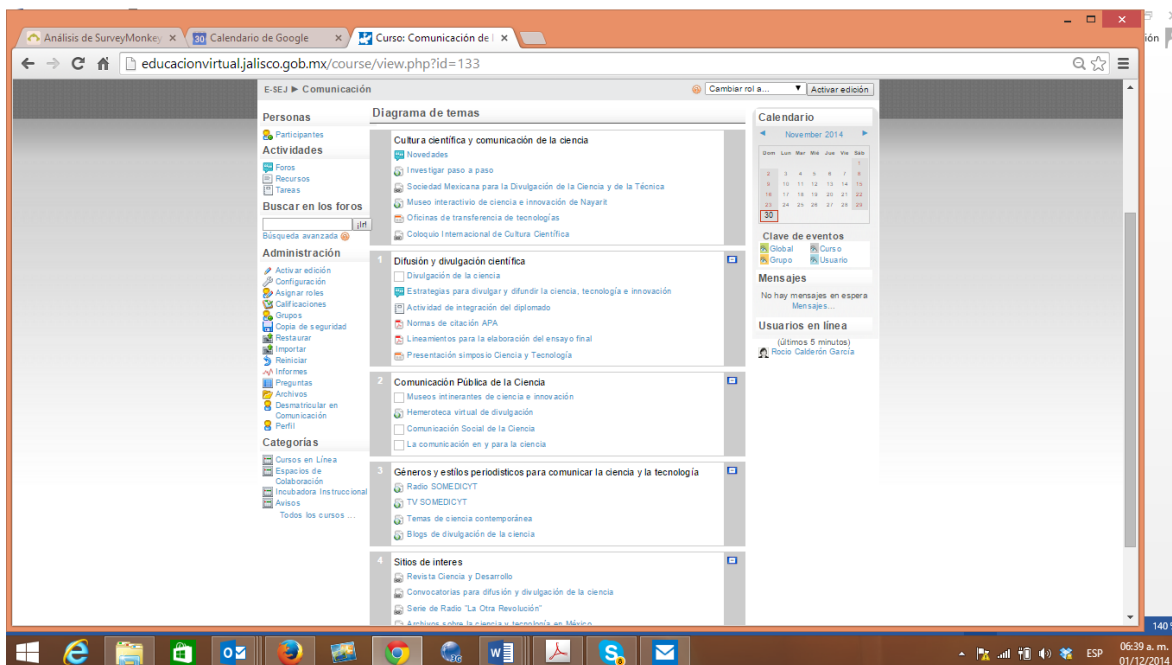 Análisis de SurveyMonkey
30 Calendario de Google
Curso: Comunicación de l
ión
educacionvirtual.jalisco.gob.mx/course/view.php?id=133
E-SEJ ► Comunicación
Cambiar rol a...
Activar edición
Personas
Participantes
Actividades
Foros
Recursos
Tareas
Buscar en los foros
¡Ir!
Búsqueda avanzada
Administración
Activar edición
Configuración
Asignar roles
Calificaciones
Grupos
Copia de seguridad
Restaurar
Importar
Reiniciar
Informes
Preguntas
Archivos
Desmatricular en
Comunicación
Perfil
Categorías
Cursos en Línea
Espacios de
Colaboración
Incubadora Instruccional
Avisos
Todos los cursos ...
Diagrama de temas
Cultura científica y comunicación de la ciencia
Novedades
Investigar paso a paso
Sociedad Mexicana para la Divulgación de la Ciencia y de la Técnica
Museo interactivio de ciencia e innovación de Nayarit
Oficinas de transferencia de tecnologías
Coloquio Internacional de Cultura Científica
1
Difusión y divulgación científica
Divulgación de la ciencia
Estrategias para divulgar y difundir la ciencia, tecnología e innovación
Actividad de integración del diplomado
Normas de citación APA
Lineamientos para la elaboración del ensayo final
Presentación simposio Ciencia y Tecnología
2
Comunicación Pública de la Ciencia
Museos intinerantes de ciencia e innovación
Hemeroteca virtual de divulgación
Comunicación Social de la Ciencia
La comunicación en y para la ciencia
3
Géneros y estilos periodísticos para comunicar la ciencia y la tecnología
Radio SOMEDICYT
TV SOMEDICYT
Temas de ciencia contemporánea
Blogs de divulgación de la ciencia
4
Sitios de interes
Revista Ciencia y Desarrollo
Convocatorias para difusión y divulgación de la ciencia
Serie de Radio "La Otra Revolución"
Archivos sobre la ciencia y tecnología en México
Calendario
◄ November 2014 ►
Dom Lun Mar Mié Jue Vie Sáb
1
2 3 4 5 6 7 8
9 10 11 12 13 14 15
16 17 18 19 20 21 22
23 24 25 26 27 28 29
30
Clave de eventos
Global Curso
Grupo Usuario
Mensajes
No hay mensajes en espera
Mensajes...
Usuarios en línea
(últimos 5 minutos)
Rocio Calderón García
140
ESP
06:39 a. m.
01/12/2014